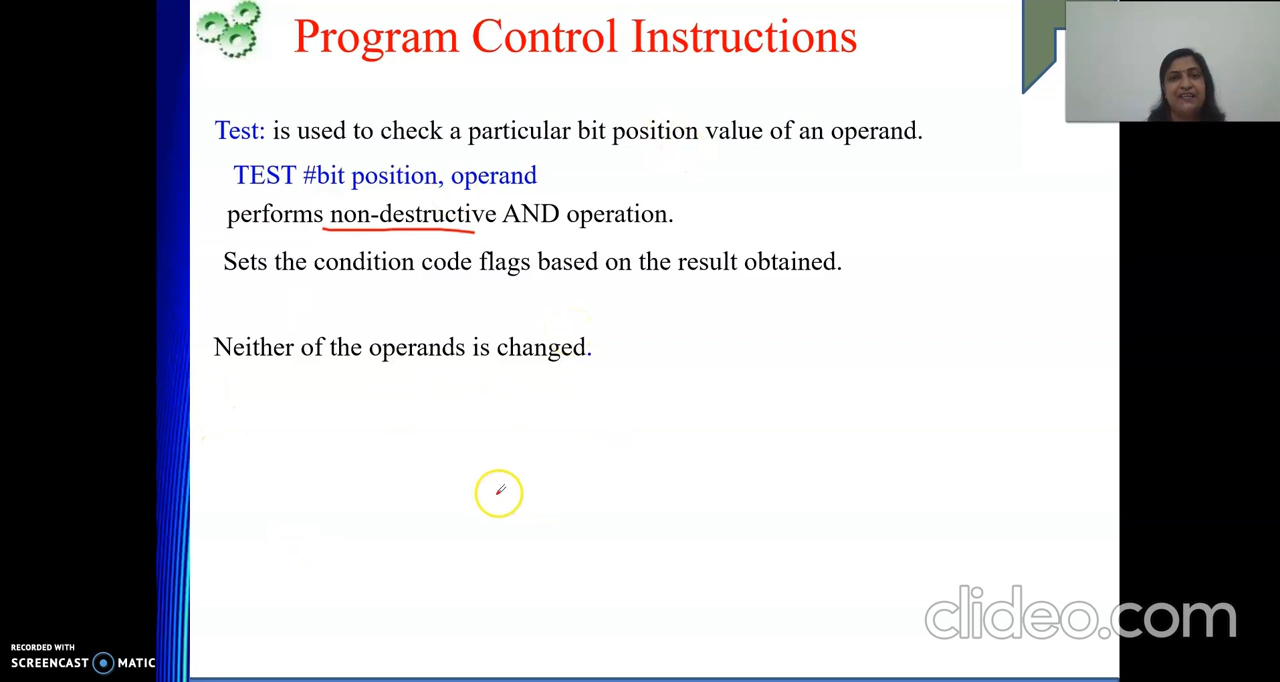 Program Control Instructions
Test: is used to check a particular bit position value of an operand.
TEST #bit position, operand
performs non-destructive AND operation.
Sets the condition code flags based on the result obtained.
Neither of the operands is changed.
clideo.com
RECORDED WITH
SCREENCAST MATIC